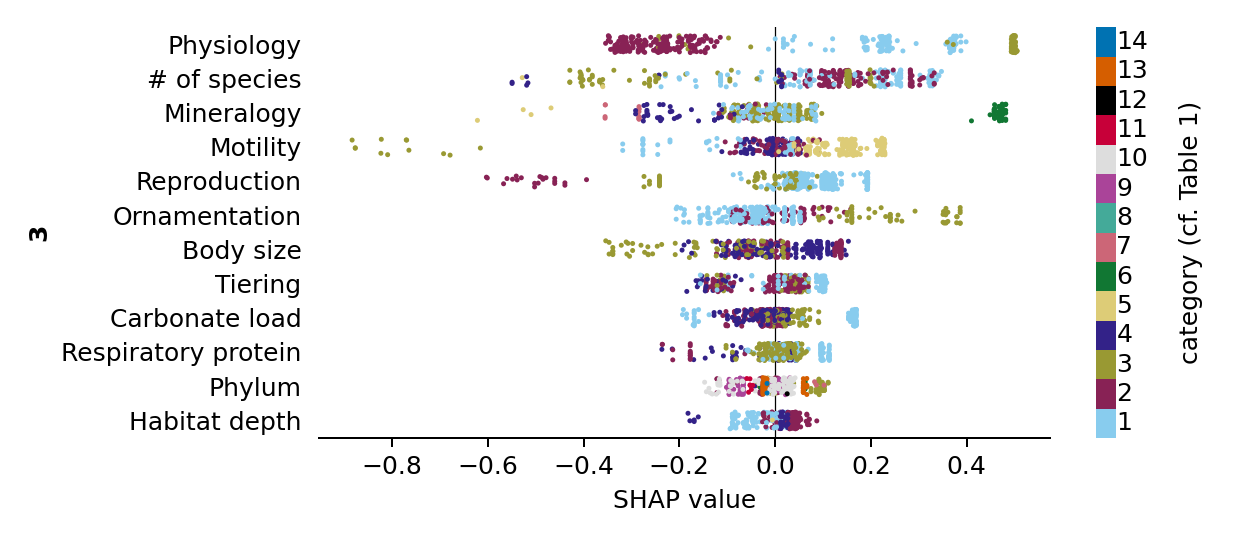 3
Physiology
# of species
Mineralogy
Motility
Reproduction
Ornamentation
Body size
Tiering
Carbonate load
Respiratory protein
Phylum
Habitat depth
−0.8 −0.6 −0.4 −0.2 0.0 0.2 0.4
SHAP value
14
13
12
11
10
9
8
7
6
5
4
3
2
1
category (cf. Table 1)